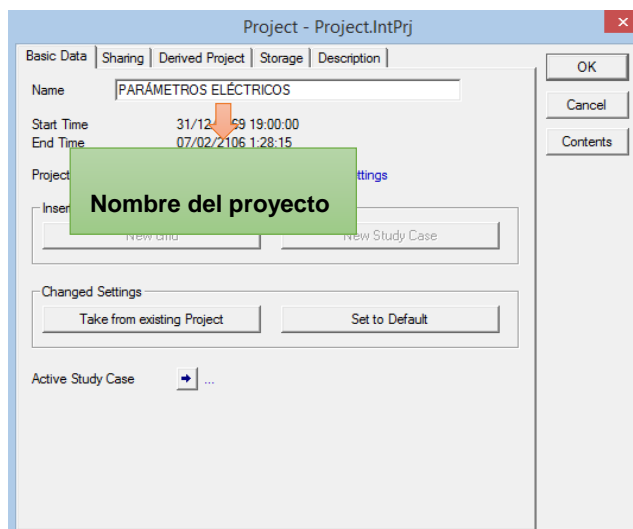 Project - Project.IntPrj
Basic Data Sharing Derived Project Storage Description
OK
Name PARÁMETROS ELÉCTRICOS
Cancel
Start Time 31/12 69 19:00:00
End Time 07/02/2106 1:28:15
Contents
Project ttings
Nombre del proyecto
New Study Case
Changed Settings
Take from existing Project Set to Default
Active Study Case ...